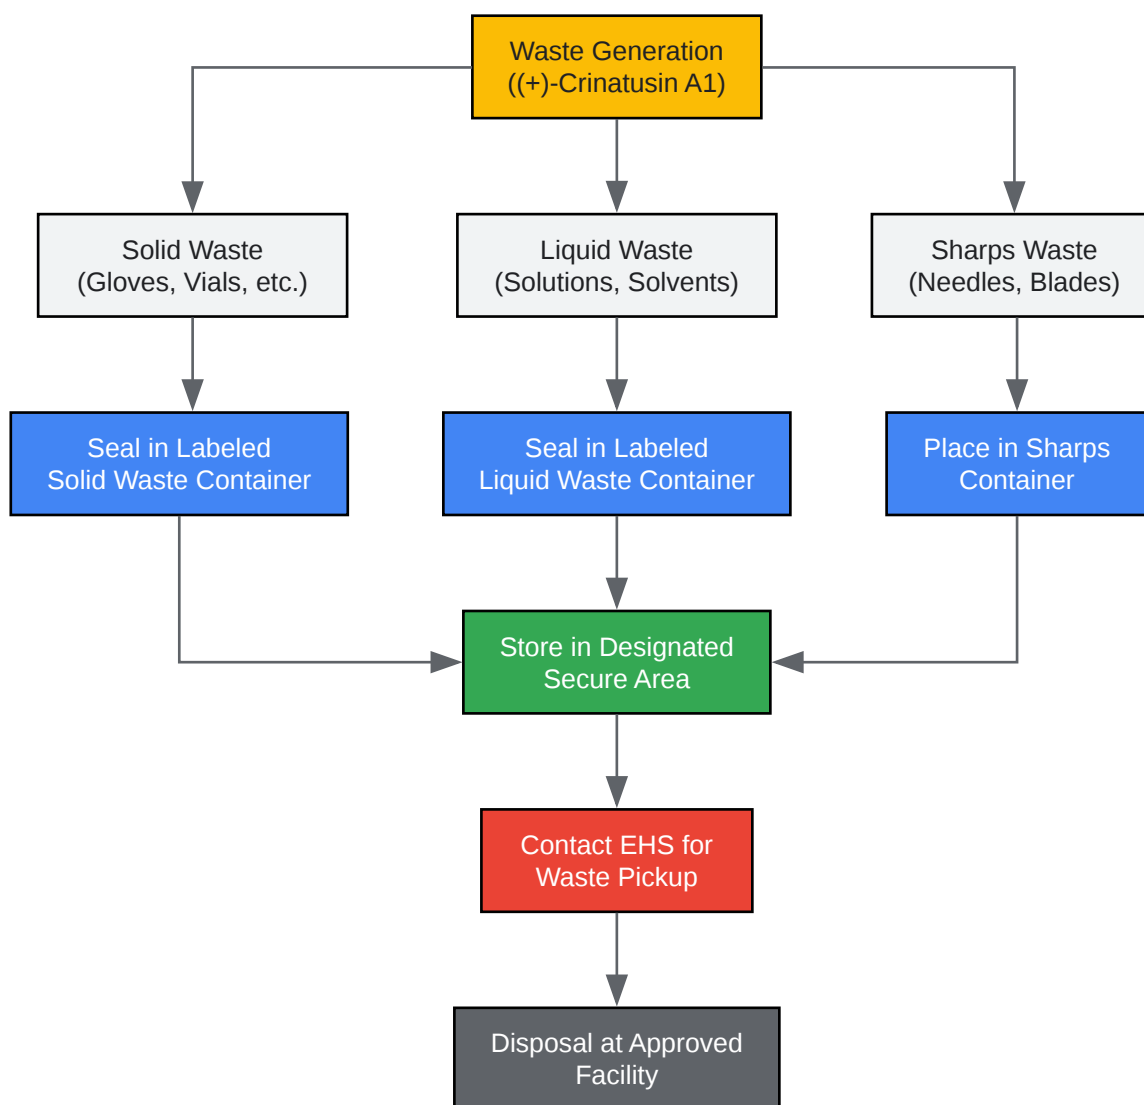 Waste Generation
((+)-Crinatusin A1)
Solid Waste
(Gloves, Vials, etc.)
Liquid Waste
(Solutions, Solvents)
Sharps Waste
(Needles, Blades)
Seal in Labeled
Solid Waste Container
Seal in Labeled
Liquid Waste Container
Place in Sharps
Container
Store in Designated
Secure Area
Contact EHS for
Waste Pickup
Disposal at Approved
Facility